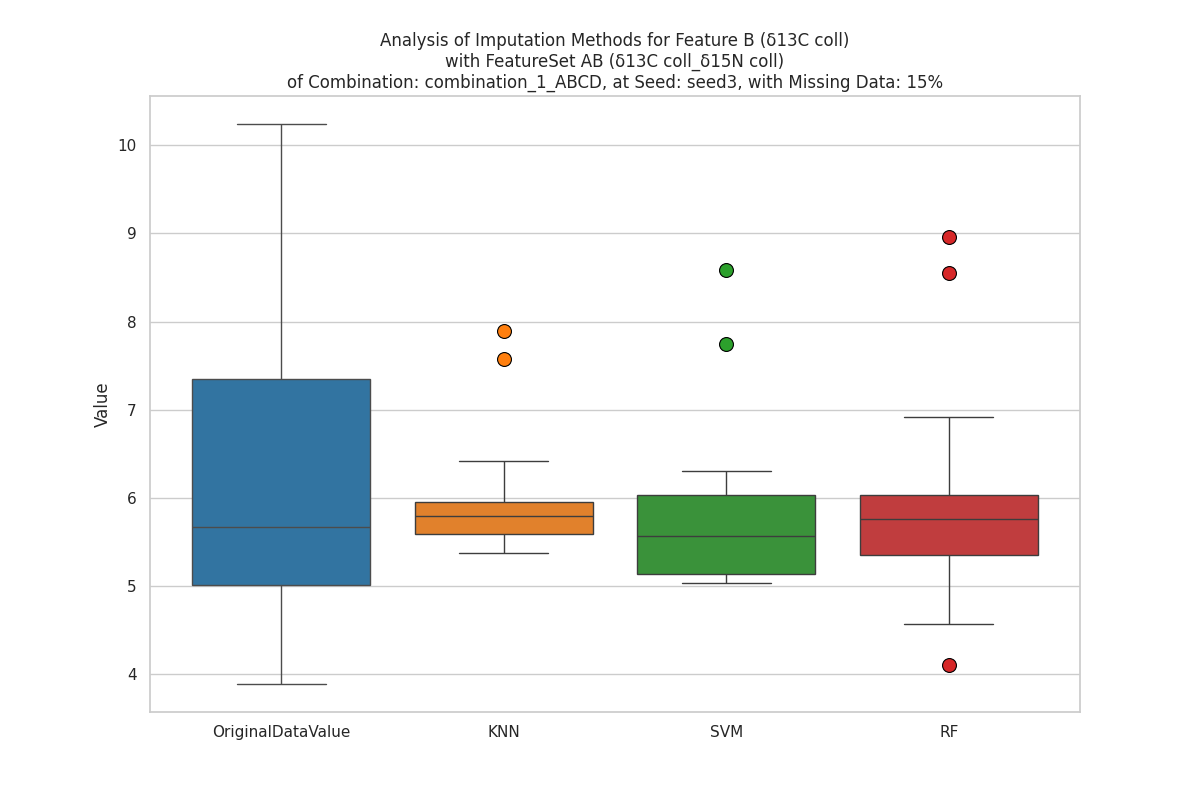 Analysis of Imputation Methods for Feature B (δ13C coll)
with FeatureSet AB (δ13C coll_δ15N coll)
of Combination: combination_1_ABCD, at Seed: seed3, with Missing Data: 15%
10
9
8
7
6
5
4
Value
OriginalDataValue
KNN
SVM
RF